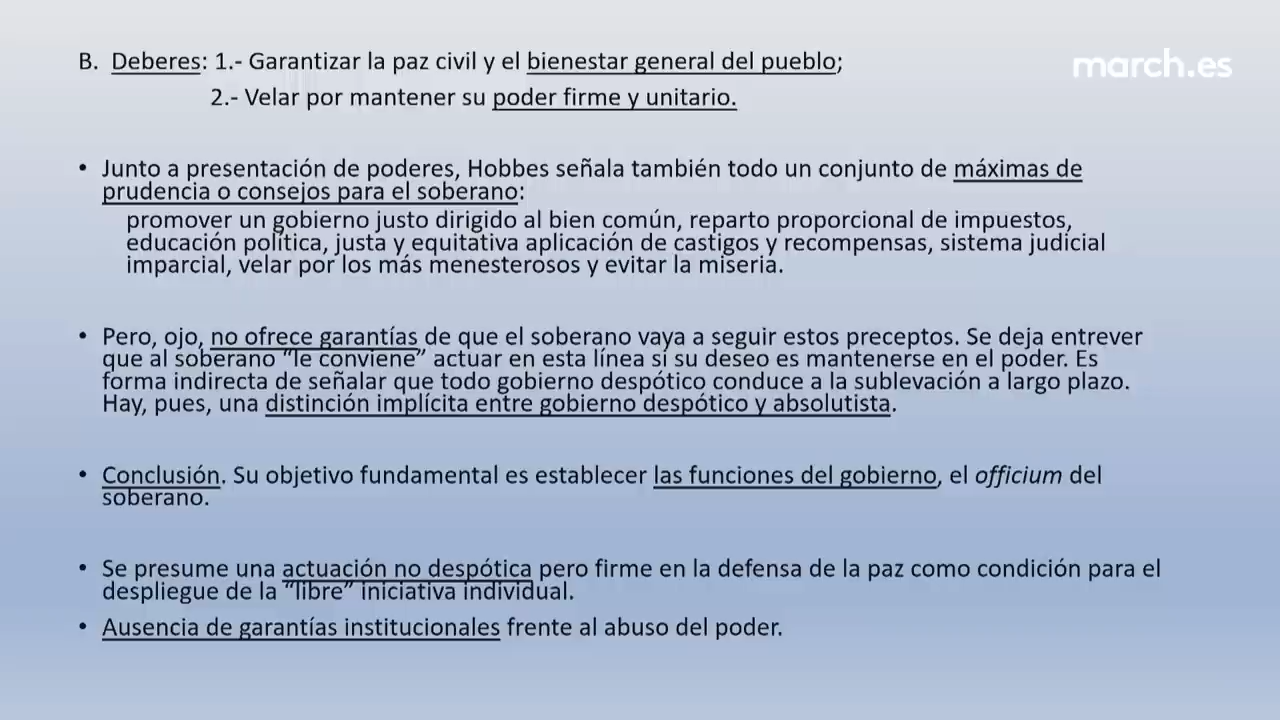 B. Deberes: 1.- Garantizar la paz civil y el bienestar general del pueblo;
march.es
2.- Velar por mantener su poder firme y unitario.
• Junto a presentación de poderes, Hobbes señala también todo un conjunto de máximas de
prudencia o consejos para el soberano:
promover un gobierno justo dirigido al bien común, reparto proporcional de impuestos,
educación política, justa y equitativa aplicación de castigos y recompensas, sistema judicial
imparcial, velar por los más menesterosos y evitar la miseria.
• Pero, ojo, no ofrece garantías de que el soberano vaya a seguir estos preceptos. Se deja entrever
que al soberano “le conviene” actuar en esta línea si su deseo es mantenerse en el poder. Es
forma indirecta de señalar que todo gobierno despótico conduce a la sublevación a largo plazo.
Hay, pues, una distinción implícita entre gobierno despótico y absolutista.
• Conclusión. Su objetivo fundamental es establecer las funciones del gobierno, el officium del
soberano.
• Se presume una actuación no despótica pero firme en la defensa de la paz como condición para el
despliegue de la “libre” iniciativa individual.
• Ausencia de garantías institucionales frente al abuso del poder.